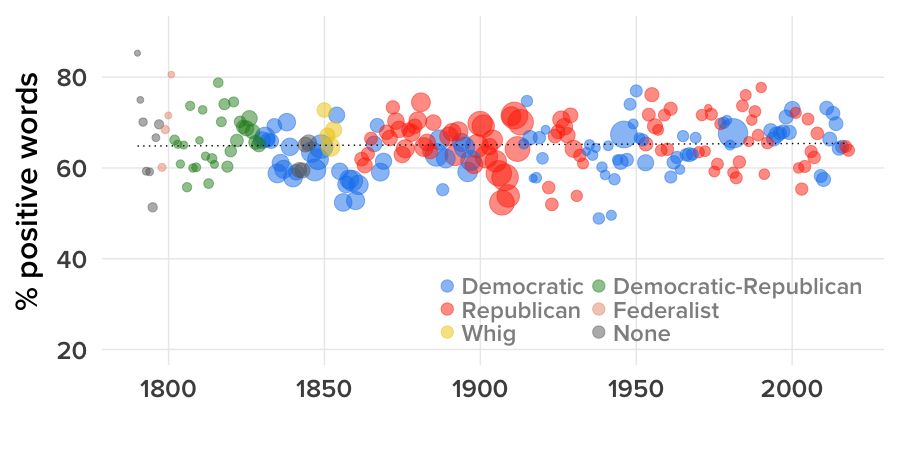 % positive words
80
60
40
20
Democratic
Democratic-Republican
Republican
Federalist
Whig
None
1800
1850
1900
1950
2000